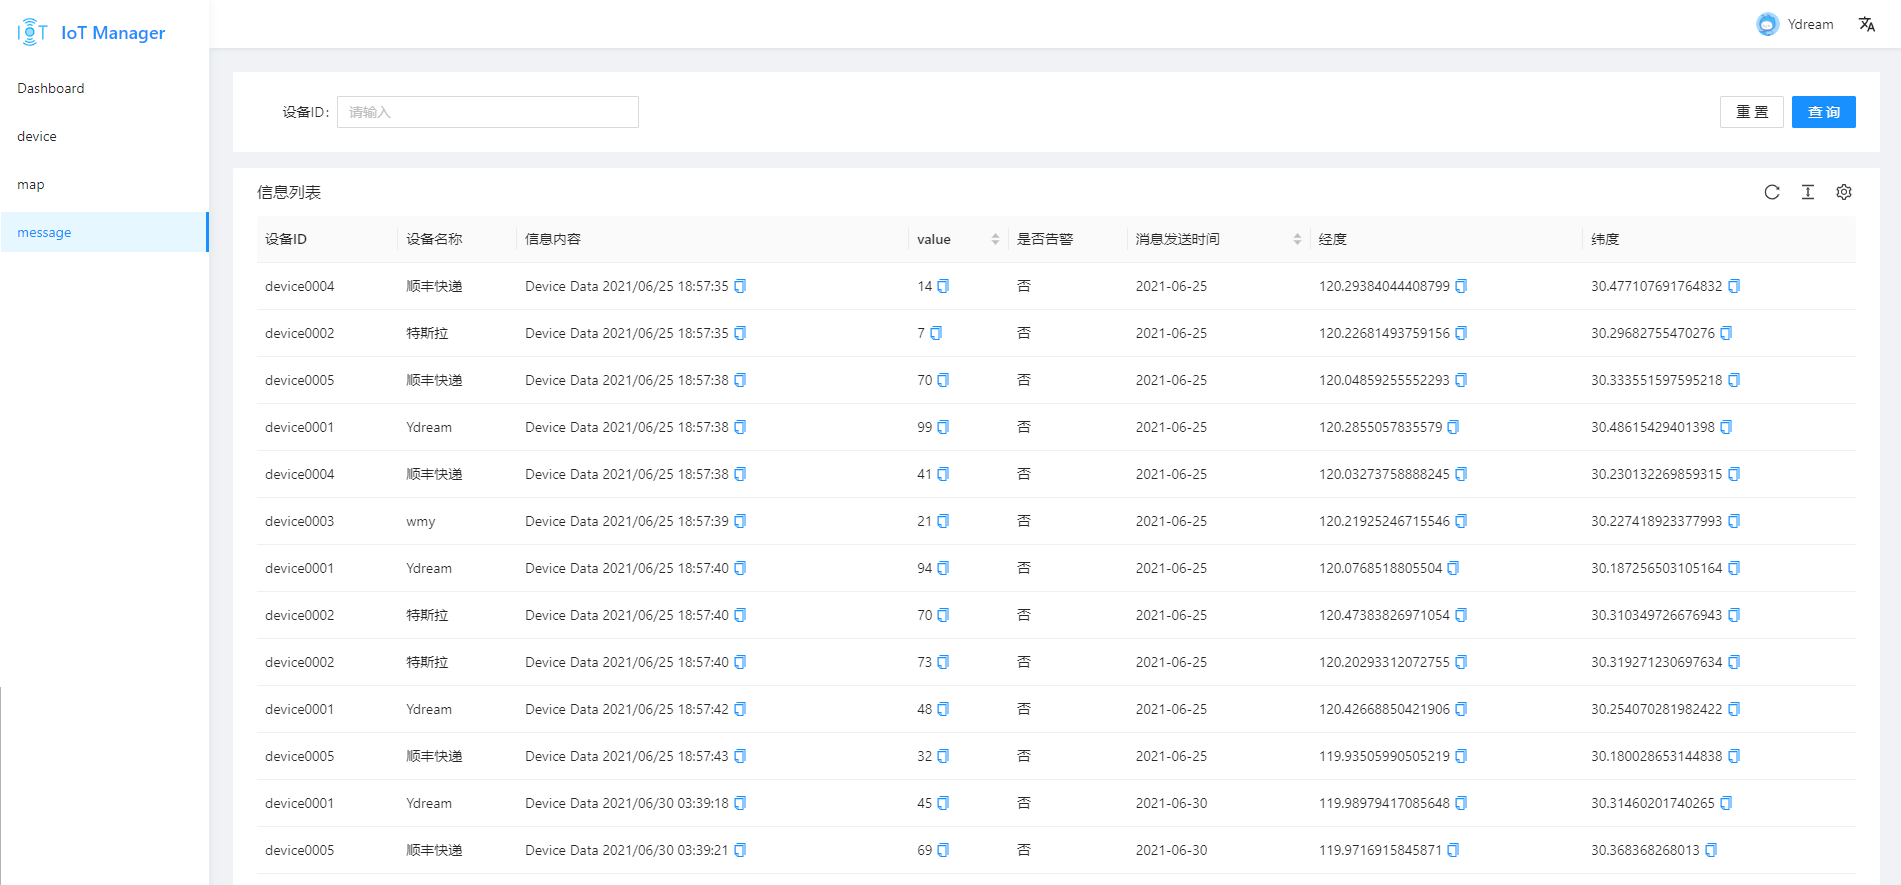 IOT IoT Manager
Ydream
Dashboard
device
map
message
设备ID: 请输入 重 置 查 询
信息列表
设备ID 设备名称 信息内容 value 是否告警 消息发送时间 经度 纬度
device0004 顺丰快递 Device Data 2021/06/25 18:57:35 14 否 2021-06-25 120.29384044408799 30.477107691764832
device0002 特斯拉 Device Data 2021/06/25 18:57:35 7 否 2021-06-25 120.22681493759156 30.29682755470276
device0005 顺丰快递 Device Data 2021/06/25 18:57:38 70 否 2021-06-25 120.04859255552293 30.333551597595218
device0001 Ydream Device Data 2021/06/25 18:57:38 99 否 2021-06-25 120.2855057835579 30.48615429401398
device0004 顺丰快递 Device Data 2021/06/25 18:57:38 41 否 2021-06-25 120.03273758888245 30.230132269859315
device0003 wmy Device Data 2021/06/25 18:57:39 21 否 2021-06-25 120.21925246715546 30.227418923377993
device0001 Ydream Device Data 2021/06/25 18:57:40 94 否 2021-06-25 120.0768518805504 30.187256503105164
device0002 特斯拉 Device Data 2021/06/25 18:57:40 70 否 2021-06-25 120.47383826971054 30.310349726676943
device0002 特斯拉 Device Data 2021/06/25 18:57:40 73 否 2021-06-25 120.20293312072755 30.319271230697634
device0001 Ydream Device Data 2021/06/25 18:57:42 48 否 2021-06-25 120.42668850421906 30.254070281982422
device0005 顺丰快递 Device Data 2021/06/25 18:57:43 32 否 2021-06-25 119.93505990505219 30.180028653144838
device0001 Ydream Device Data 2021/06/30 03:39:18 45 否 2021-06-30 119.98979417085648 30.31460201740265
device0005 顺丰快递 Device Data 2021/06/30 03:39:21 69 否 2021-06-30 119.9716915845871 30.368368268013